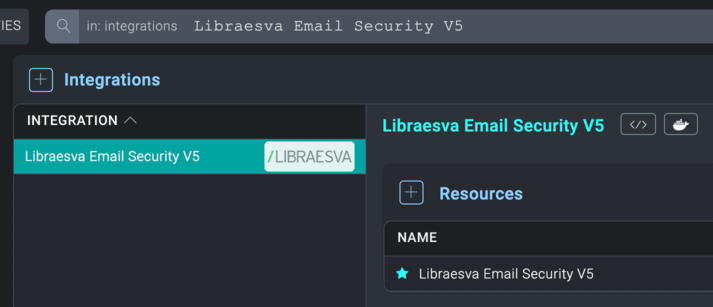 IES
in: integrations Libraesva Email Security V5
Integrations
INTEGRATION
Libraesva Email Security V5
/LIBRAESVA
Libraesva Email Security V5
</>
Resources
NAME
Libraesva Email Security V5